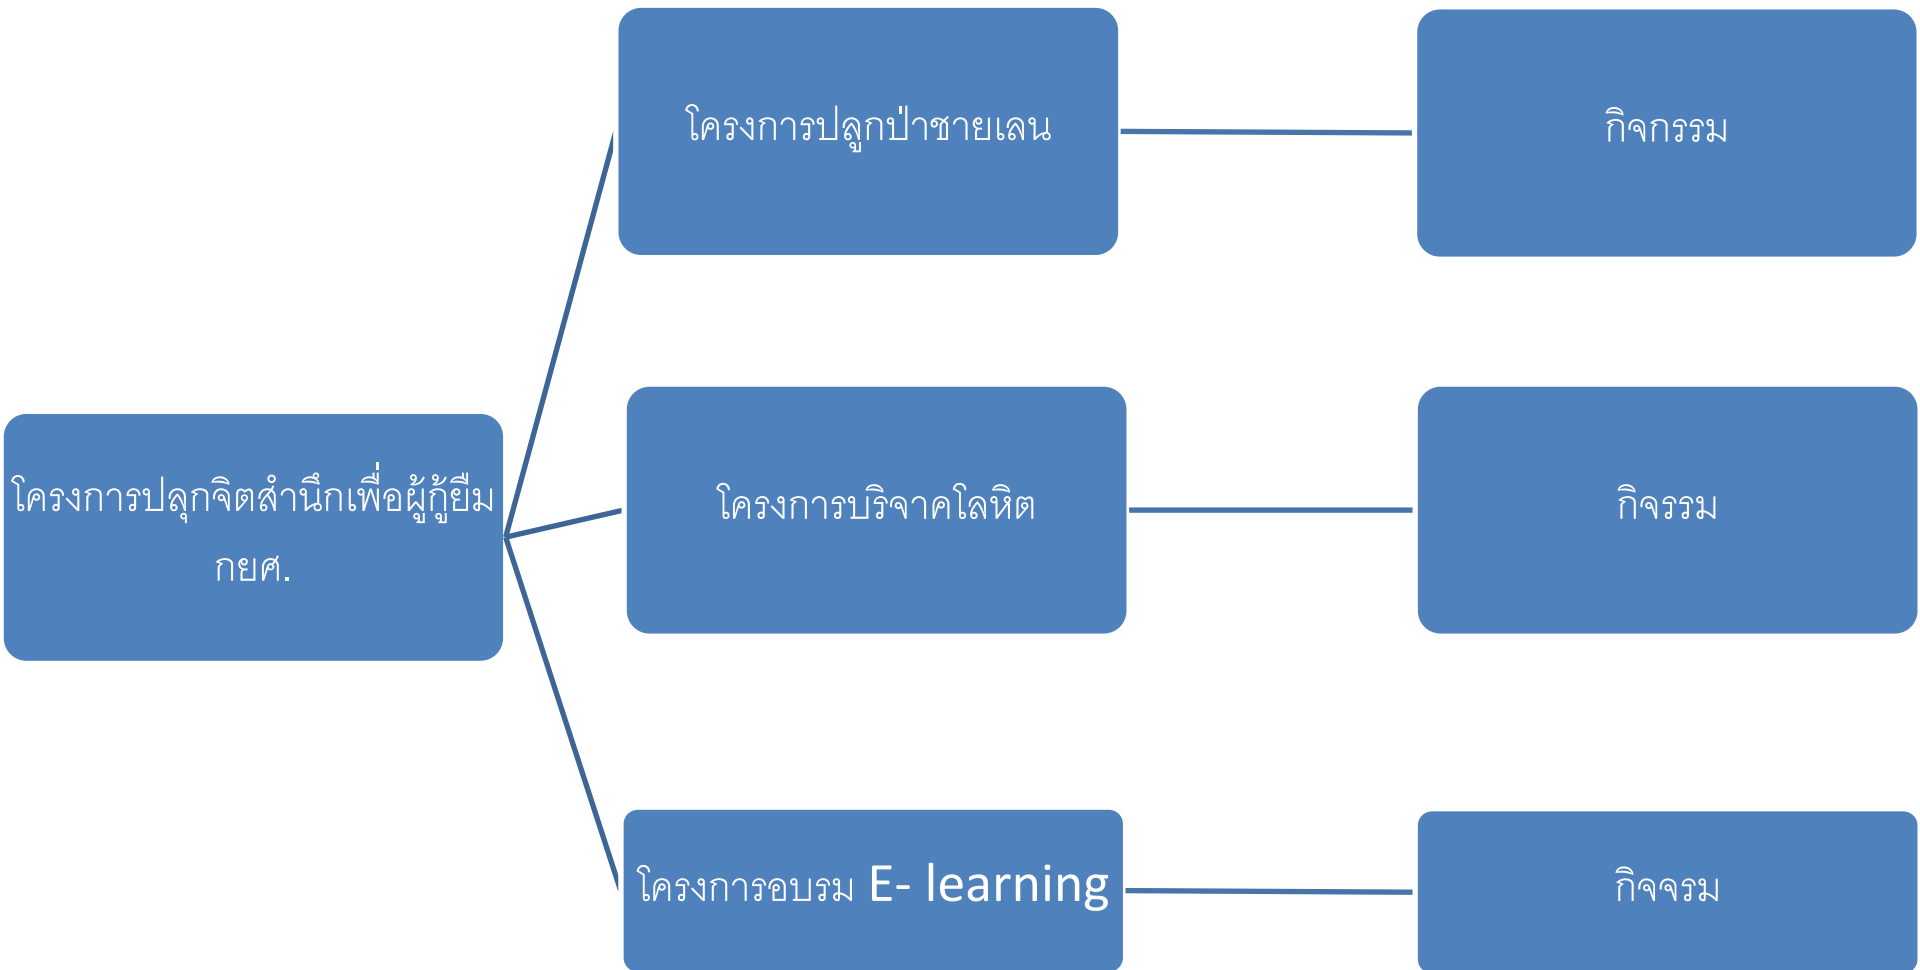 โครงการปลูกป่าชายเลน
กิจกรรม
โครงการปลุกจิตสำนึกเพื่อผู้กู้ยืม
กยศ.
โครงการบริจาคโลหิต
กิจรรม
โครงการอบรม E- learning
กิจจรม